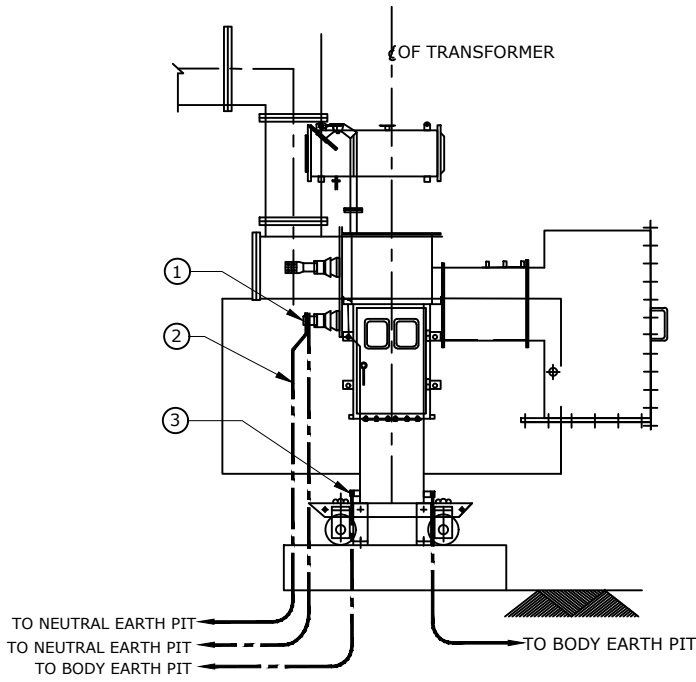 ℄ OF TRANSFORMER
1
2
3
TO NEUTRAL EARTH PIT
TO NEUTRAL EARTH PIT
TO BODY EARTH PIT
TO BODY EARTH PIT